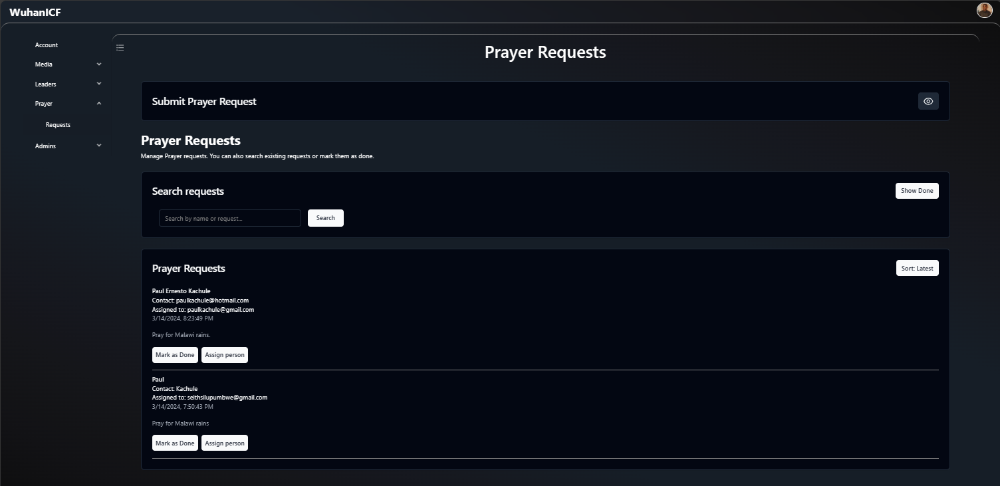 WuhanICF
Account
Media
Leaders
Prayer
Requests
Admins
Prayer Requests
Submit Prayer Request
Prayer Requests
Manage Prayer requests. You can also search existing requests or mark them as done.
Search requests
Show Done
Search by name or request...
Search
Prayer Requests
Sort: Latest
Paul Ernesto Kachule
Contact: paulkachule@hotmail.com
Assigned to: paulkachule@gmail.com
3/14/2024, 8:23:49 PM
Pray for Malawi rains.
Mark as Done
Assign person
Paul
Contact: Kachule
Assigned to: seithsilupumbwe@gmail.com
3/14/2024, 7:50:43 PM
Pray for Malawi rains
Mark as Done
Assign person